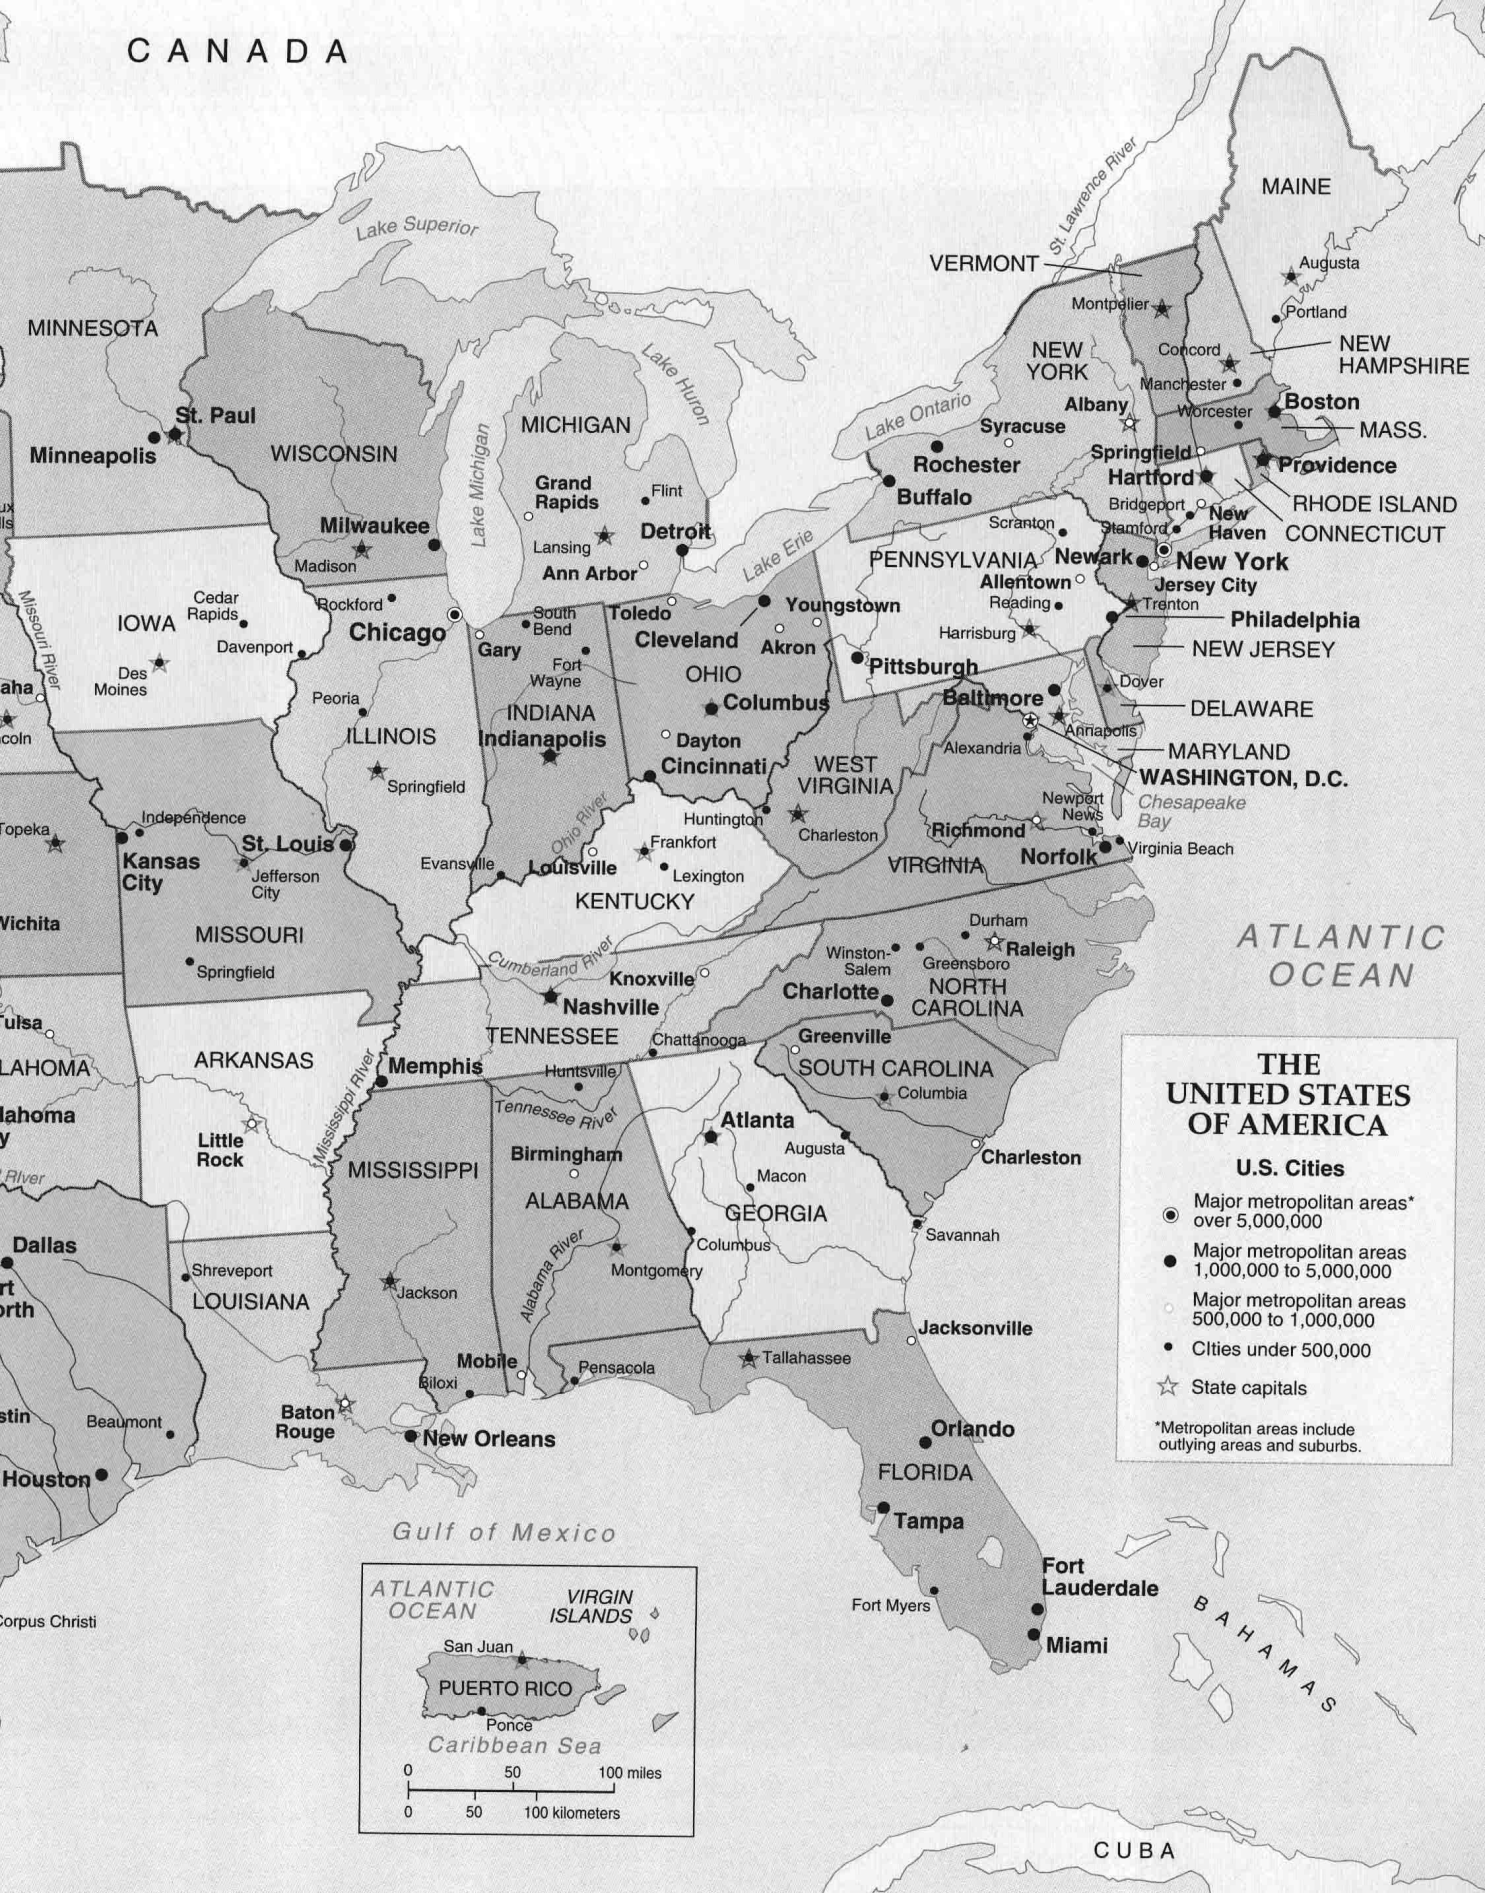 CANADA
Lake Superior
St. Lawrence River
MAINE
VERMONT
Augusta
Montpelier
Portland
MINNESOTA
NEW
YORK
Concord
NEW
HAMPSHIRE
Lake Huron
Manchester
St. Paul
MICHIGAN
Lake Ontario
Albany
Worcester
Boston
Syracuse
MASS.
Minneapolis
WISCONSIN
Lake Michigan
Springfield
Rochester
Providence
Hartford
Grand
Rapids
Flint
Buffalo
Bridgeport
RHODE ISLAND
New
Haven
Milwaukee
Scranton
Stamford
CONNECTICUT
Detroit
Lansing
Madison
Lake Erie
PENNSYLVANIA
Newark
New York
Ann Arbor
Allentown
Jersey City
Missouri River
Cedar
Rapids
Rockford
South
Bend
Toledo
Youngstown
Reading
Trenton
IOWA
Chicago
Cleveland
Harrisburg
Philadelphia
Davenport
Gary
Akron
NEW JERSEY
Fort
Wayne
Pittsburgh
Des
Moines
OHIO
Dover
aha
Peoria
Columbus
Baltimore
DELAWARE
INDIANA
coln
ILLINOIS
Indianapolis
Dayton
Annapolis
Alexandria
MARYLAND
Cincinnati
WEST
VIRGINIA
WASHINGTON, D.C.
Springfield
Chesapeake
Bay
Independence
Ohio River
Huntington
Newport
News
Topeka
St. Louis
Frankfort
Charleston
Richmond
Kansas
City
Evansville
Louisville
VIRGINIA
Norfolk
Virginia Beach
Jefferson
City
Lexington
KENTUCKY
Wichita
MISSOURI
Durham
ATLANTIC
OCEAN
Cumberland River
Winston-
Salem
Greensboro
Raleigh
Springfield
Knoxville
Charlotte
NORTH
CAROLINA
Nashville
Tulsa
TENNESSEE
Chattanooga
Greenville
ARKANSAS
Memphis
LAHOMA
Huntsville
SOUTH CAROLINA
Mississippi River
Columbia
Tennessee River
lahoma
y
Little
Rock
Atlanta
Birmingham
Augusta
Charleston
River
MISSISSIPPI
ALABAMA
Macon
GEORGIA
Alabama River
Columbus
Savannah
Dallas
Shreveport
Montgomery
rt
orth
LOUISIANA
Jackson
Jacksonville
Mobile
Pensacola
Tallahassee
Biloxi
stin
Beaumont
Baton
Rouge
New Orleans
Orlando
Houston
FLORIDA
Tampa
Gulf of Mexico
Fort
Lauderdale
Fort Myers
Corpus Christi
Miami
BAHAMAS
THE
UNITED STATES
OF AMERICA
U.S. Cities
Major metropolitan areas*
over 5,000,000
Major metropolitan areas
1,000,000 to 5,000,000
Major metropolitan areas
500,000 to 1,000,000
CIties under 500,000
State capitals
*Metropolitan areas include
outlying areas and suburbs.
ATLANTIC
OCEAN
VIRGIN
ISLANDS
San Juan
PUERTO RICO
Ponce
Caribbean Sea
0 50 100 miles
0 50 100 kilometers
CUBA